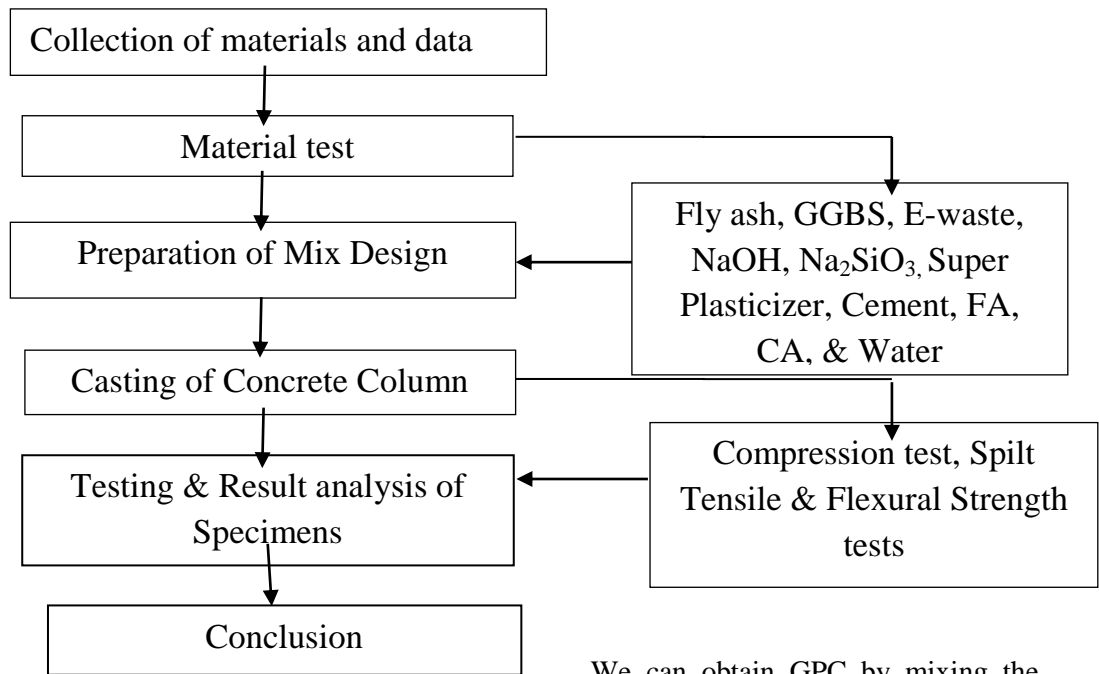 Collection of materials and data
Material test
Fly ash, GGBS, E-waste,
NaOH, Na₂SiO₃, Super
Plasticizer, Cement, FA,
CA, & Water
Preparation of Mix Design
Casting of Concrete Column
Compression test, Spilt
Tensile & Flexural Strength
tests
Testing & Result analysis of
Specimens
Conclusion
We can obtain GPC by mixing the